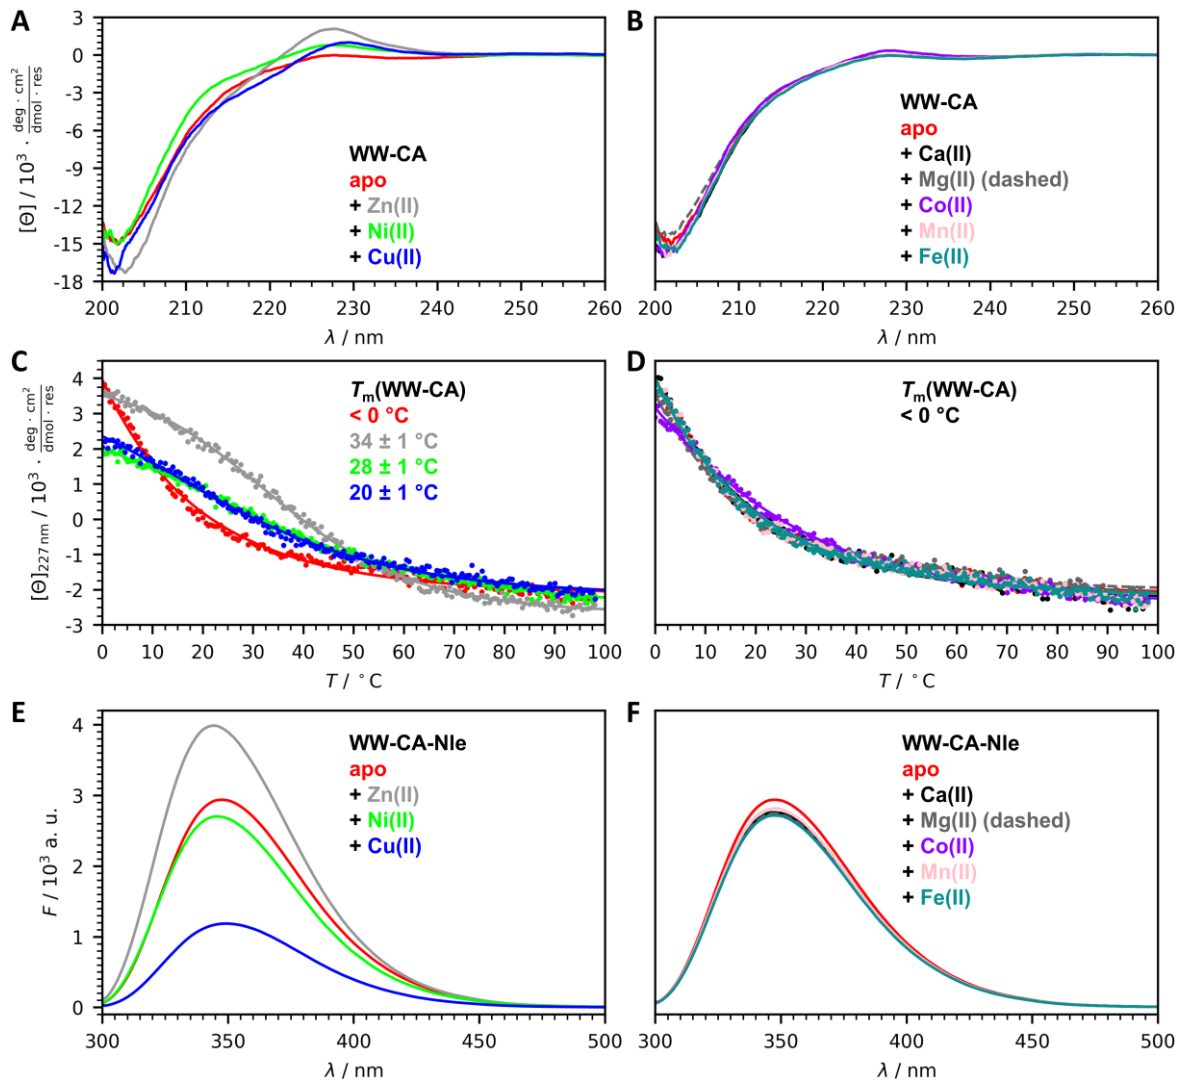 A
3
0
-3
-6
-9
-12
-15
-18
[Θ] / 10³ · deg · cm² / dmol · res
WW-CA
apo
+ Zn(II)
+ Ni(II)
+ Cu(II)
200 210 220 230 240 250 260
λ / nm
B
WW-CA
apo
+ Ca(II)
+ Mg(II) (dashed)
+ Co(II)
+ Mn(II)
+ Fe(II)
200 210 220 230 240 250 260
λ / nm
C
4
3
2
1
0
-1
-2
-3
[Θ]227 nm / 10³ · deg · cm² / dmol · res
Tm(WW-CA)
< 0 °C
34 ± 1 °C
28 ± 1 °C
20 ± 1 °C
0 10 20 30 40 50 60 70 80 90 100
T / °C
D
Tm(WW-CA)
< 0 °C
0 10 20 30 40 50 60 70 80 90 100
T / °C
E
4
3
2
1
0
F / 10³ a. u.
WW-CA-Nle
apo
+ Zn(II)
+ Ni(II)
+ Cu(II)
300 350 400 450 500
λ / nm
F
WW-CA-Nle
apo
+ Ca(II)
+ Mg(II) (dashed)
+ Co(II)
+ Mn(II)
+ Fe(II)
300 350 400 450 500
λ / nm